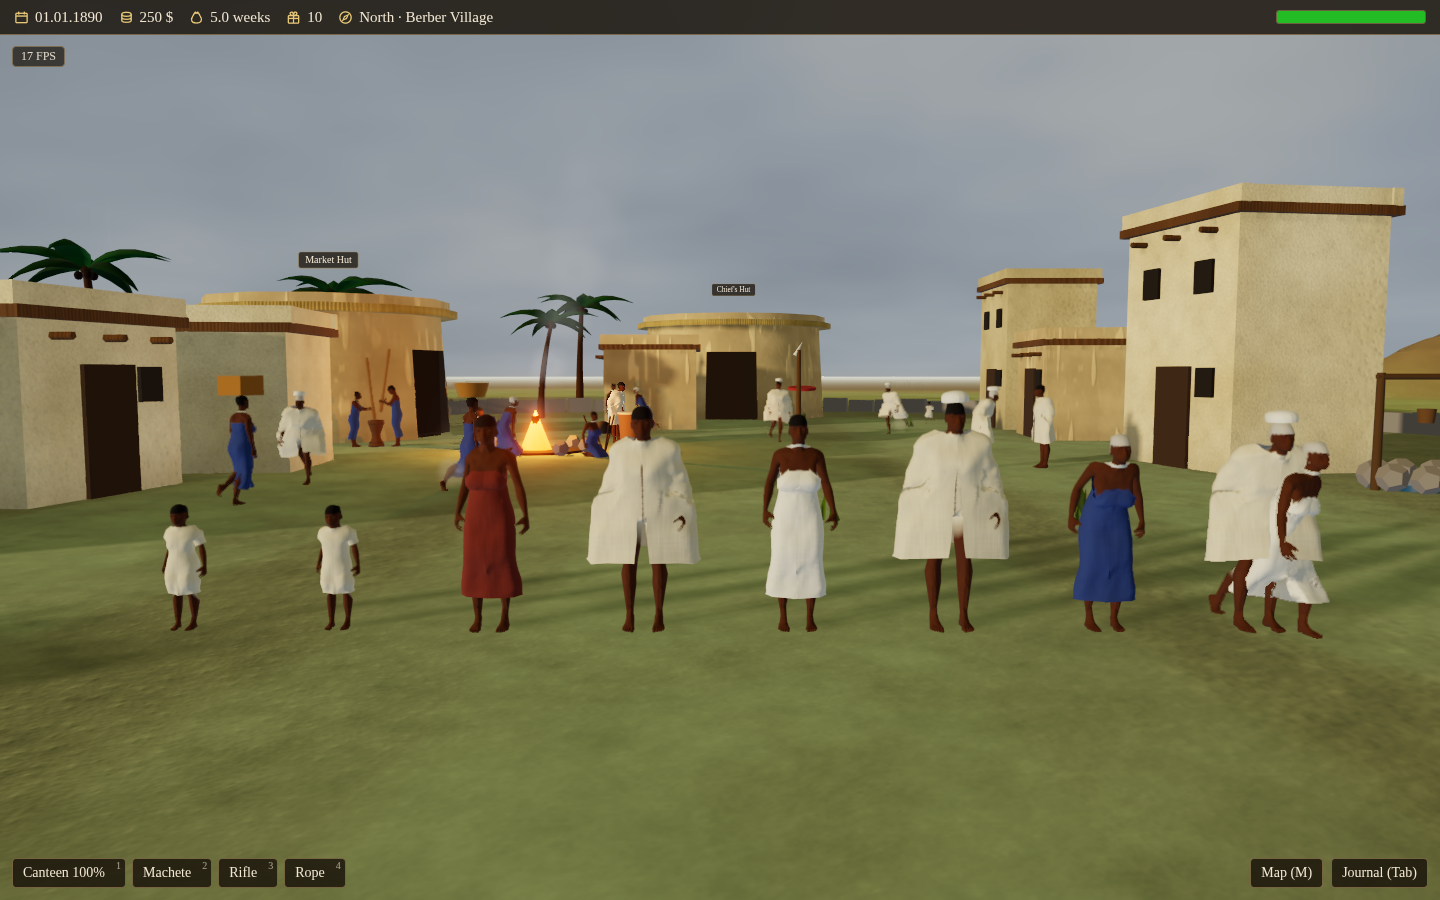 01.01.1890 250 $ 5.0 weeks 10 North · Berber Village
17 FPS
Market Hut
Chief's Hut
Canteen 100% 1 Machete 2 Rifle 3 Rope 4 Map (M) Journal (Tab)